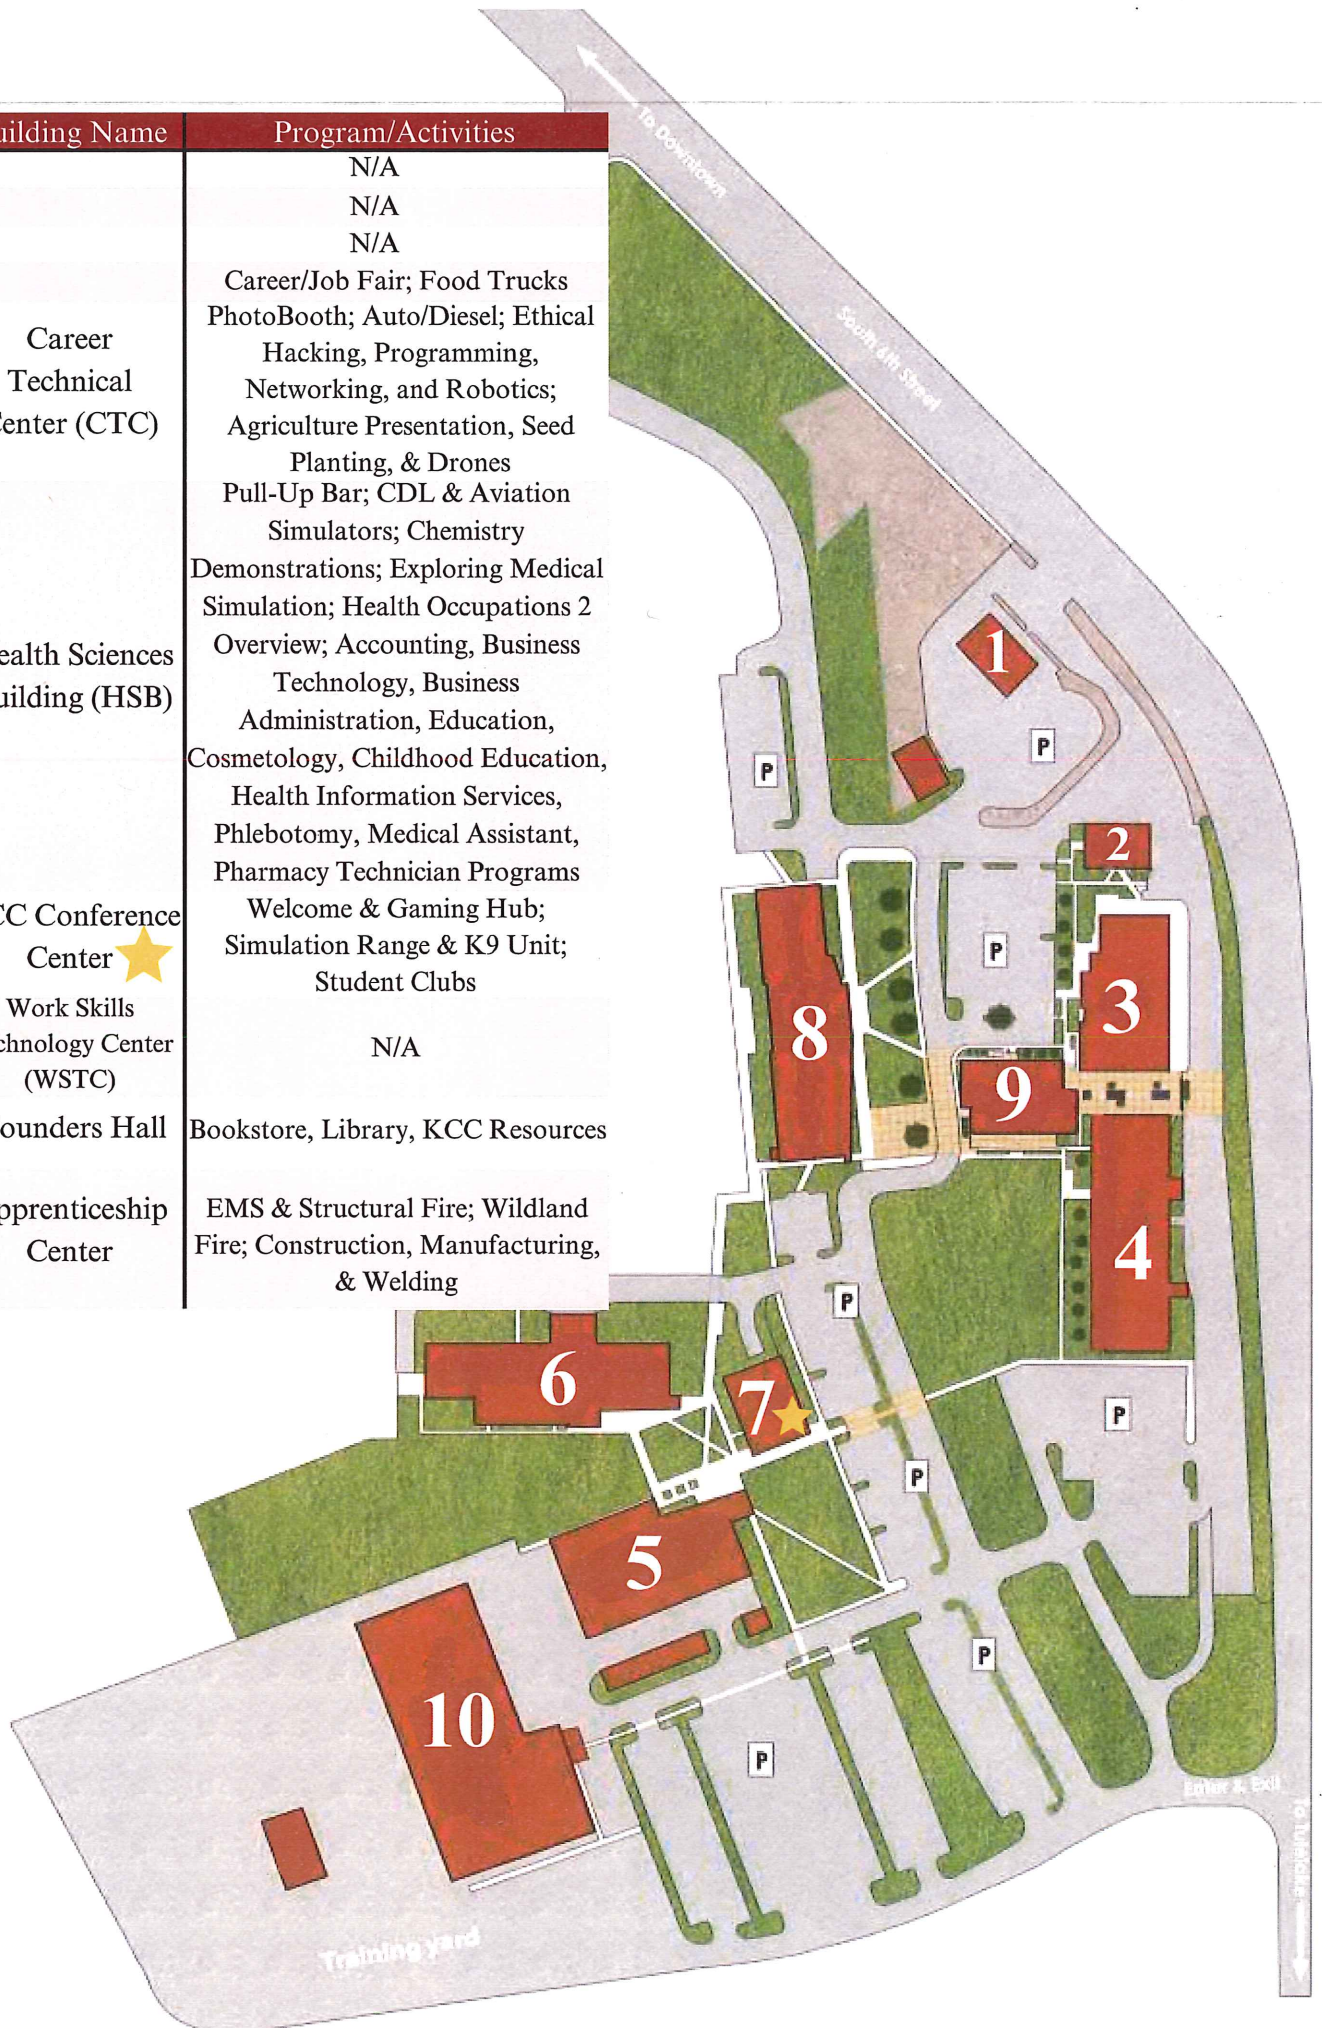 uilding Name Program/Activities
N/A
N/A
N/A
Career/Job Fair; Food Trucks
Career
Technical
enter (CTC)
PhotoBooth; Auto/Diesel; Ethical
Hacking, Programming,
Networking, and Robotics;
Agriculture Presentation, Seed
Planting, & Drones
ealth Sciences
uilding (HSB)
Pull-Up Bar; CDL & Aviation
Simulators; Chemistry
Demonstrations; Exploring Medical
Simulation; Health Occupations 2
Overview; Accounting, Business
Technology, Business
Administration, Education,
Cosmetology, Childhood Education,
Health Information Services,
Phlebotomy, Medical Assistant,
Pharmacy Technician Programs
CC Conference
Center
Welcome & Gaming Hub;
Simulation Range & K9 Unit;
Student Clubs
Work Skills
chnology Center
(WSTC)
N/A
ounders Hall
Bookstore, Library, KCC Resources
pprenticeship
Center
EMS & Structural Fire; Wildland
Fire; Construction, Manufacturing,
& Welding
To Downtown
South 6th Street
1
P
P
2
P
3
8
9
4
P
6
7
P
P
5
P
10
P
Enter & Exit
To Tulelake
Training yard